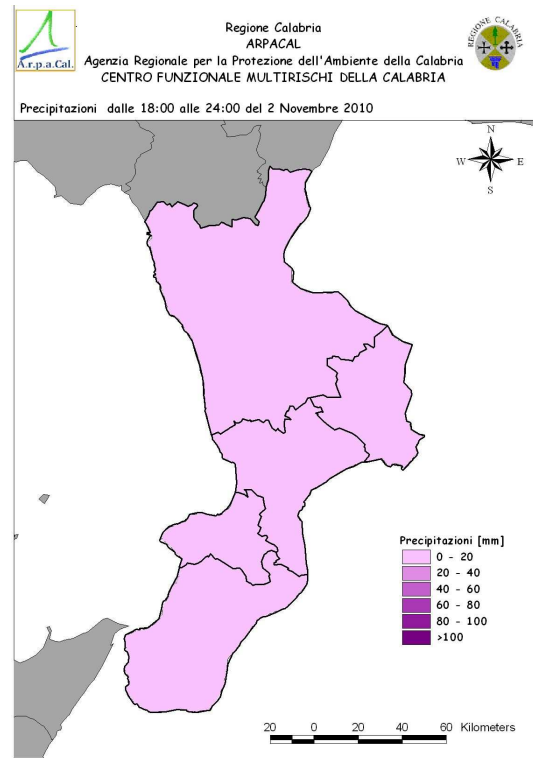 A.r.p.a.Cal.
Regione Calabria
ARPACAL
Agenzia Regionale per la Protezione dell'Ambiente della Calabria
CENTRO FUNZIONALE MULTIRISCHI DELLA CALABRIA
REGIONE CALABRIA
Precipitazioni dalle 18:00 alle 24:00 del 2 Novembre 2010
N
W E
S
Precipitazioni [mm]
0 - 20
20 - 40
40 - 60
60 - 80
80 - 100
>100
20 0 20 40 60 Kilometers